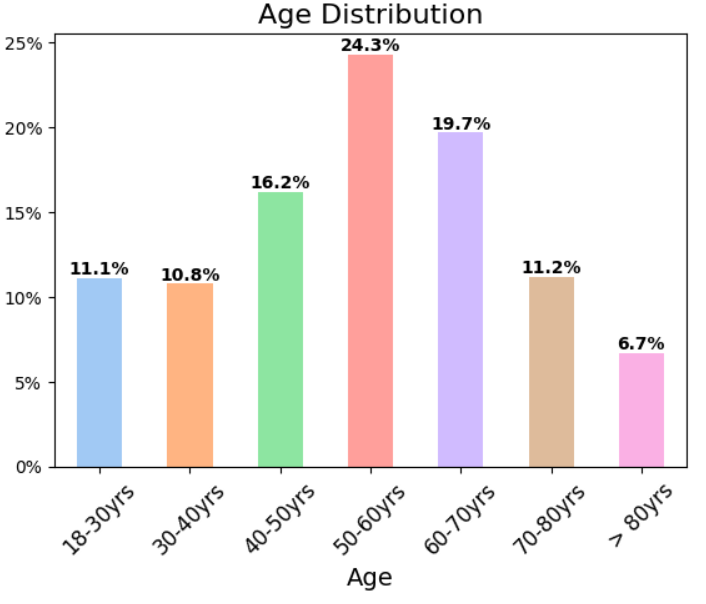 Age Distribution
25%
20%
15%
10%
5%
0%
11.1%
10.8%
16.2%
24.3%
19.7%
11.2%
6.7%
18-30yrs
30-40yrs
40-50yrs
50-60yrs
60-70yrs
70-80yrs
> 80yrs
Age